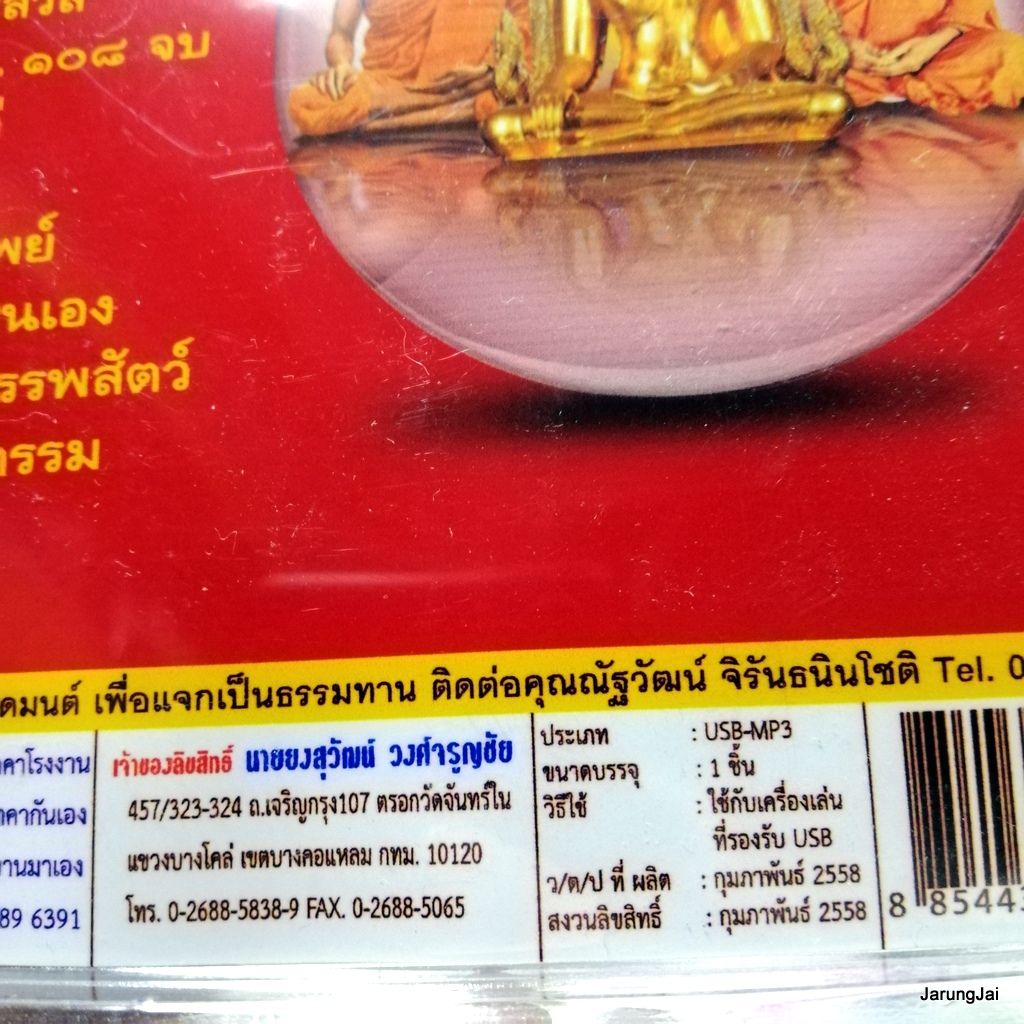 ๑๐๘ จบ
นเอง
รรพสัตว์
กรรม
ดมนต์ เพื่อแจกเป็นธรรมทาน ติดต่อคุณณัฐวัฒน์ จิรันธนินโชติ Tel. 0
คาโรงงาน
าคากันเอง
งานมาเอง
89 6391
เจ้าของลิขสิทธิ์ นายยงสุวัฒน์ วงศ์จรูญชัย
457/323-324 ถ.เจริญกรุง107 ตรอกวัดจันทร์ใน
แขวงบางโคล่ เขตบางคอแหลม กทม. 10120
โทร. 0-2688-5838-9 FAX. 0-2688-5065
ประเภท : USB-MP3
ขนาดบรรจุ : 1 ชิ้น
วิธีใช้ : ใช้กับเครื่องเล่น
ที่รองรับ USB
ว/ด/ป ที่ ผลิต : กุมภาพันธ์ 2558
สงวนลิขสิทธิ์ : กุมภาพันธ์ 2558
8 85443
JarungJai